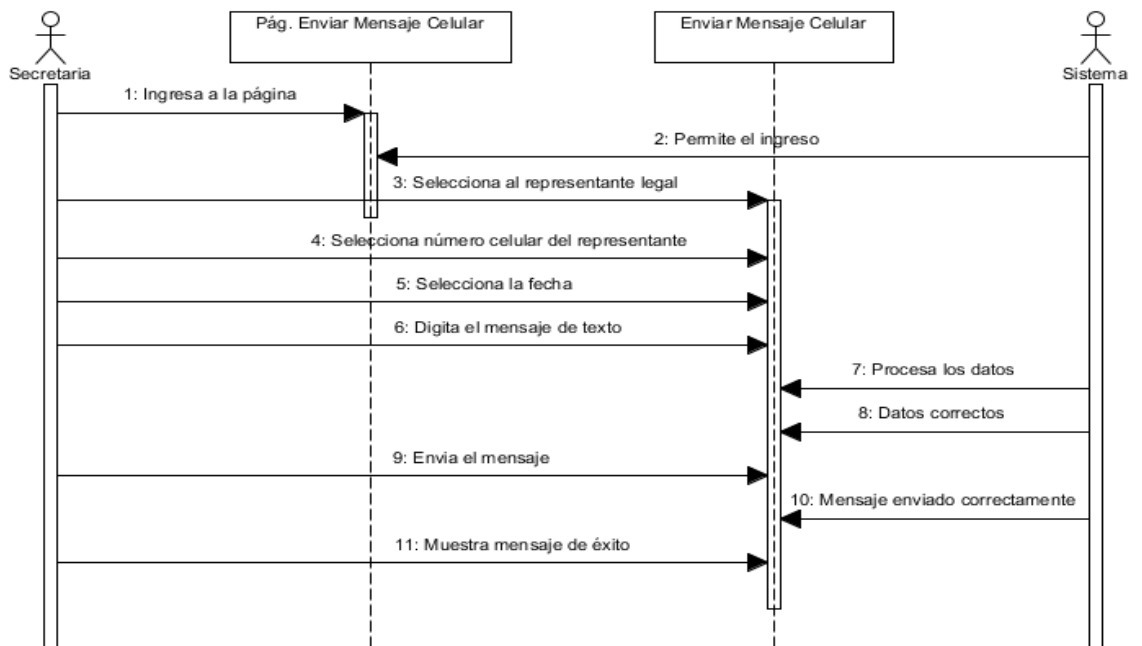 Pág. Enviar Mensaje Celular
Enviar Mensaje Celular
Secretaria
Sistema
1: Ingresa a la página
2: Permite el ingreso
3: Selecciona al representante legal
4: Selecciona número celular del representante
5: Selecciona la fecha
6: Digita el mensaje de texto
7: Procesa los datos
8: Datos correctos
9: Envia el mensaje
10: Mensaje enviado correctamente
11: Muestra mensaje de éxito